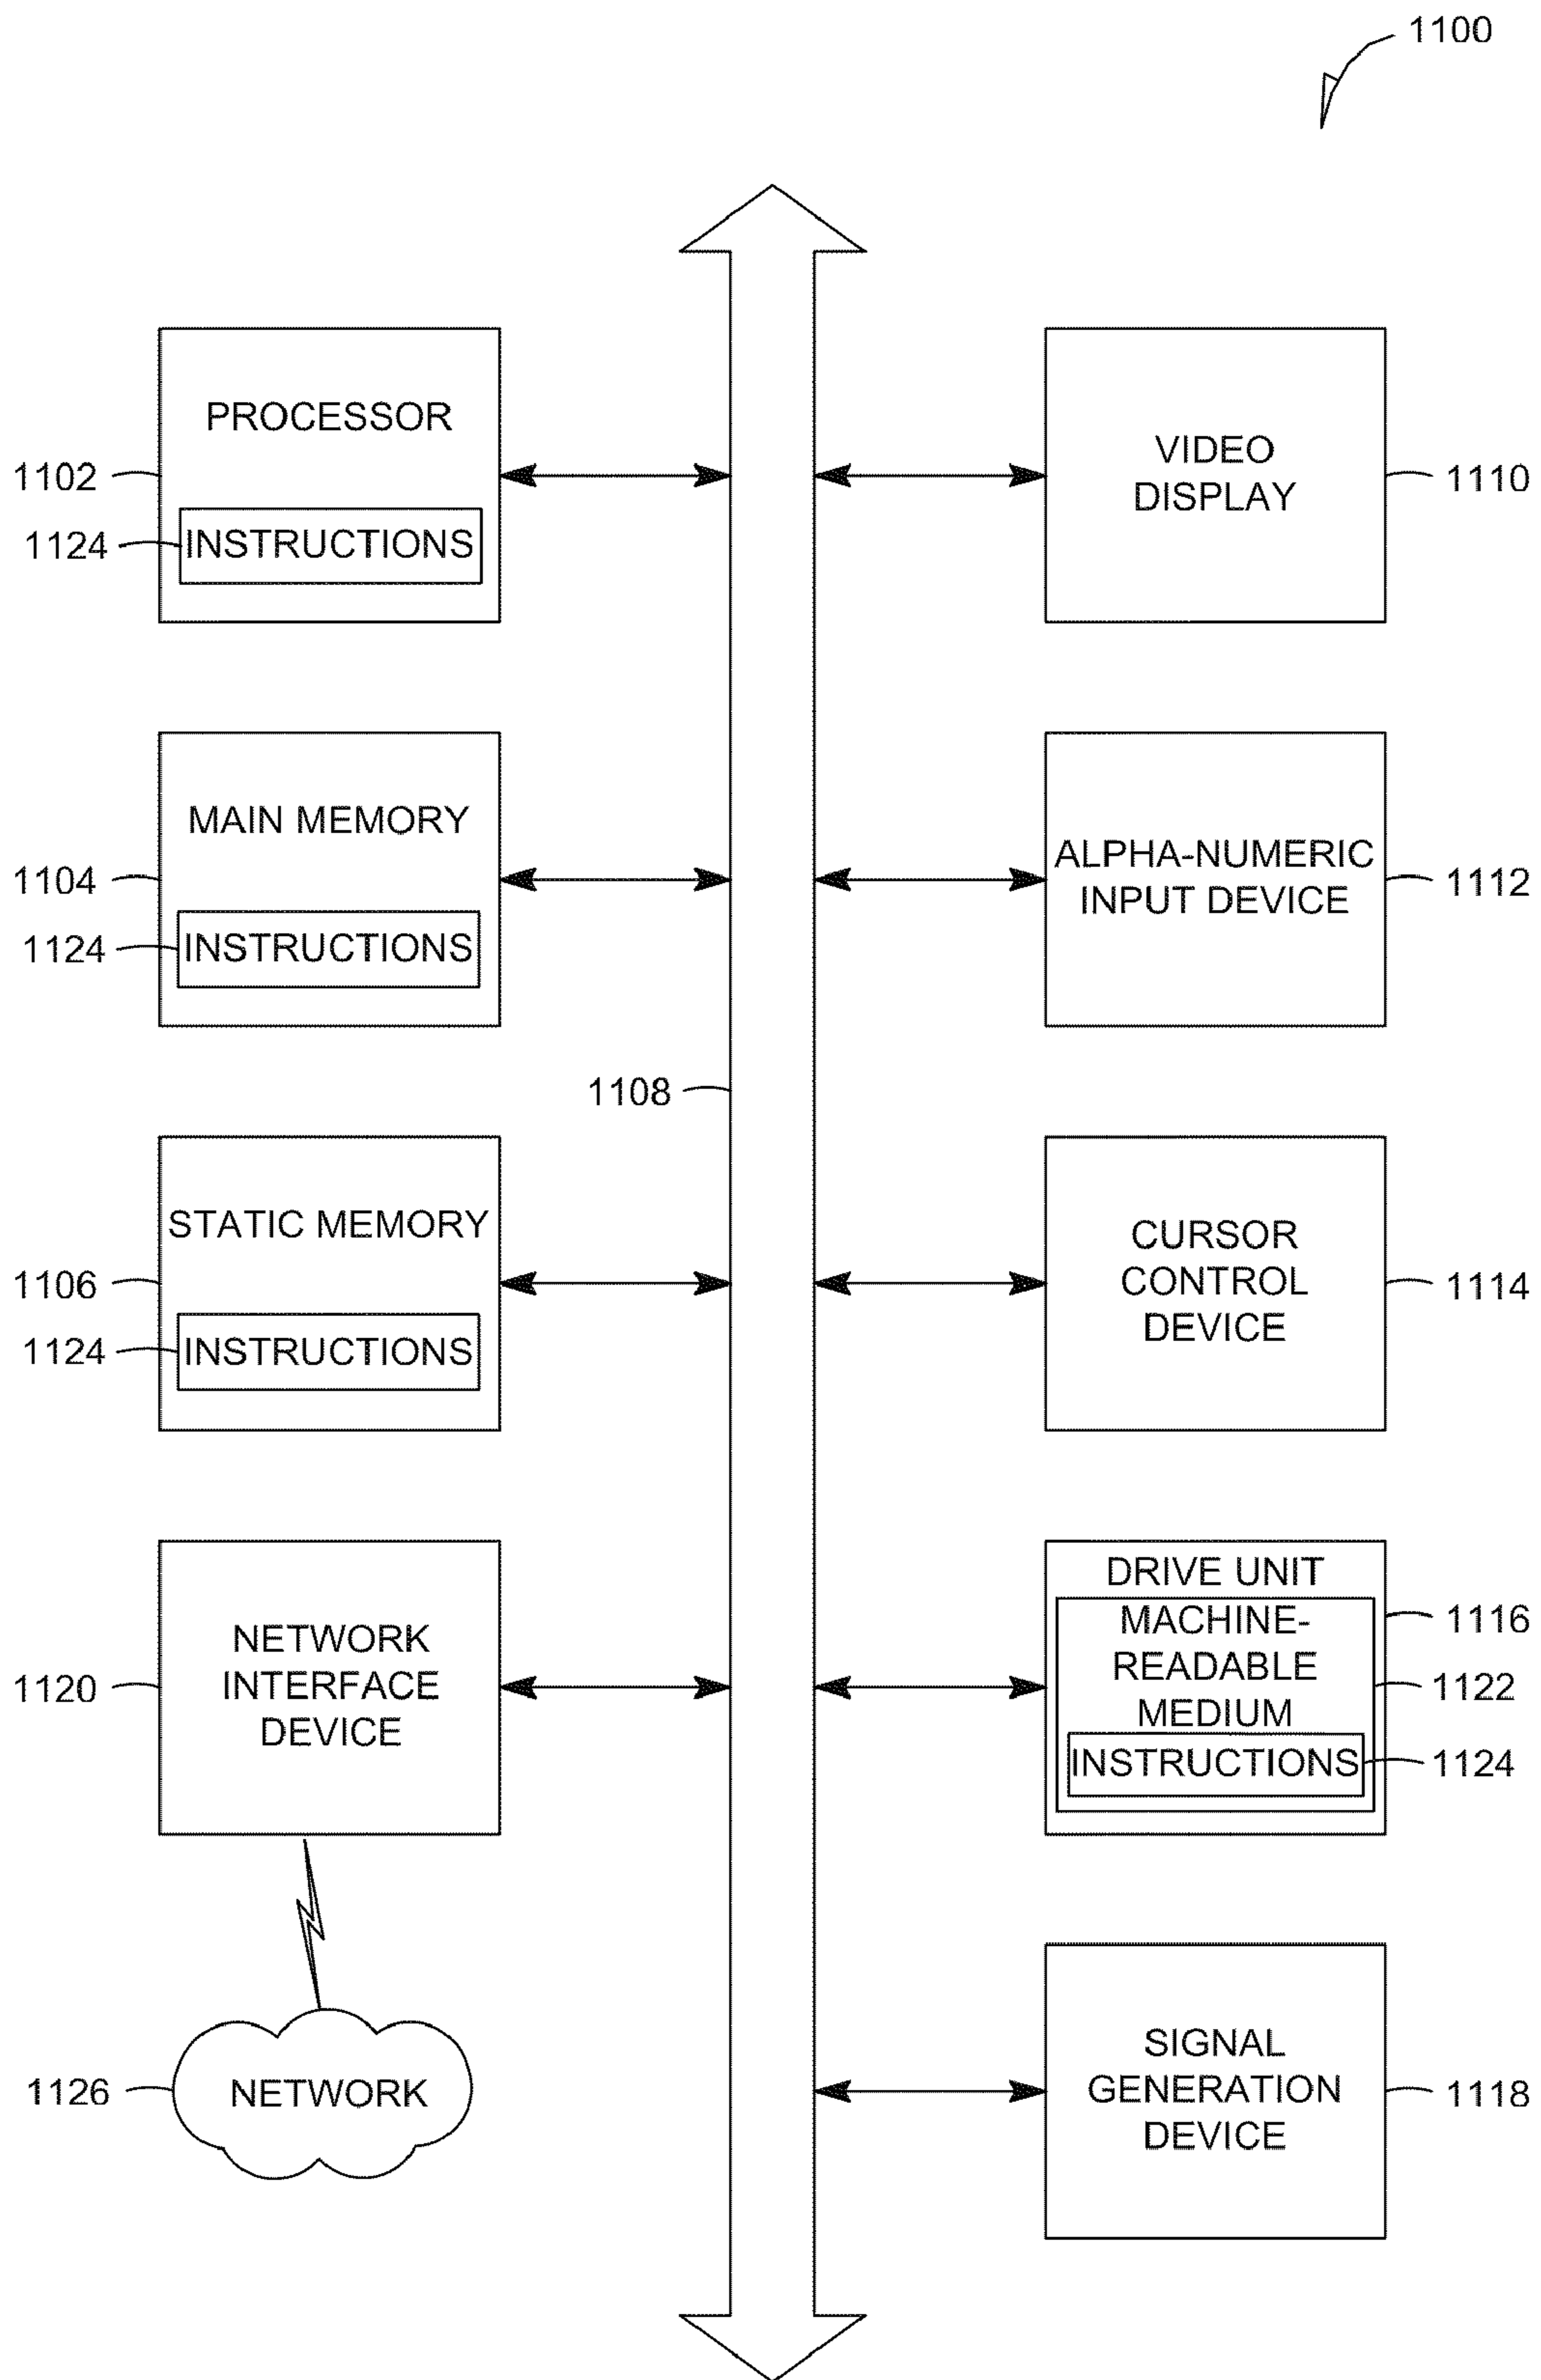 1100
PROCESSOR
1102
1124
INSTRUCTIONS
VIDEO
DISPLAY
1110
MAIN MEMORY
1104
1124
INSTRUCTIONS
ALPHA-NUMERIC
INPUT DEVICE
1112
1108
STATIC MEMORY
1106
1124
INSTRUCTIONS
CURSOR
CONTROL
DEVICE
1114
NETWORK
INTERFACE
DEVICE
1120
DRIVE UNIT
MACHINE-
READABLE
MEDIUM
INSTRUCTIONS
1116
1122
1124
NETWORK
1126
SIGNAL
GENERATION
DEVICE
1118